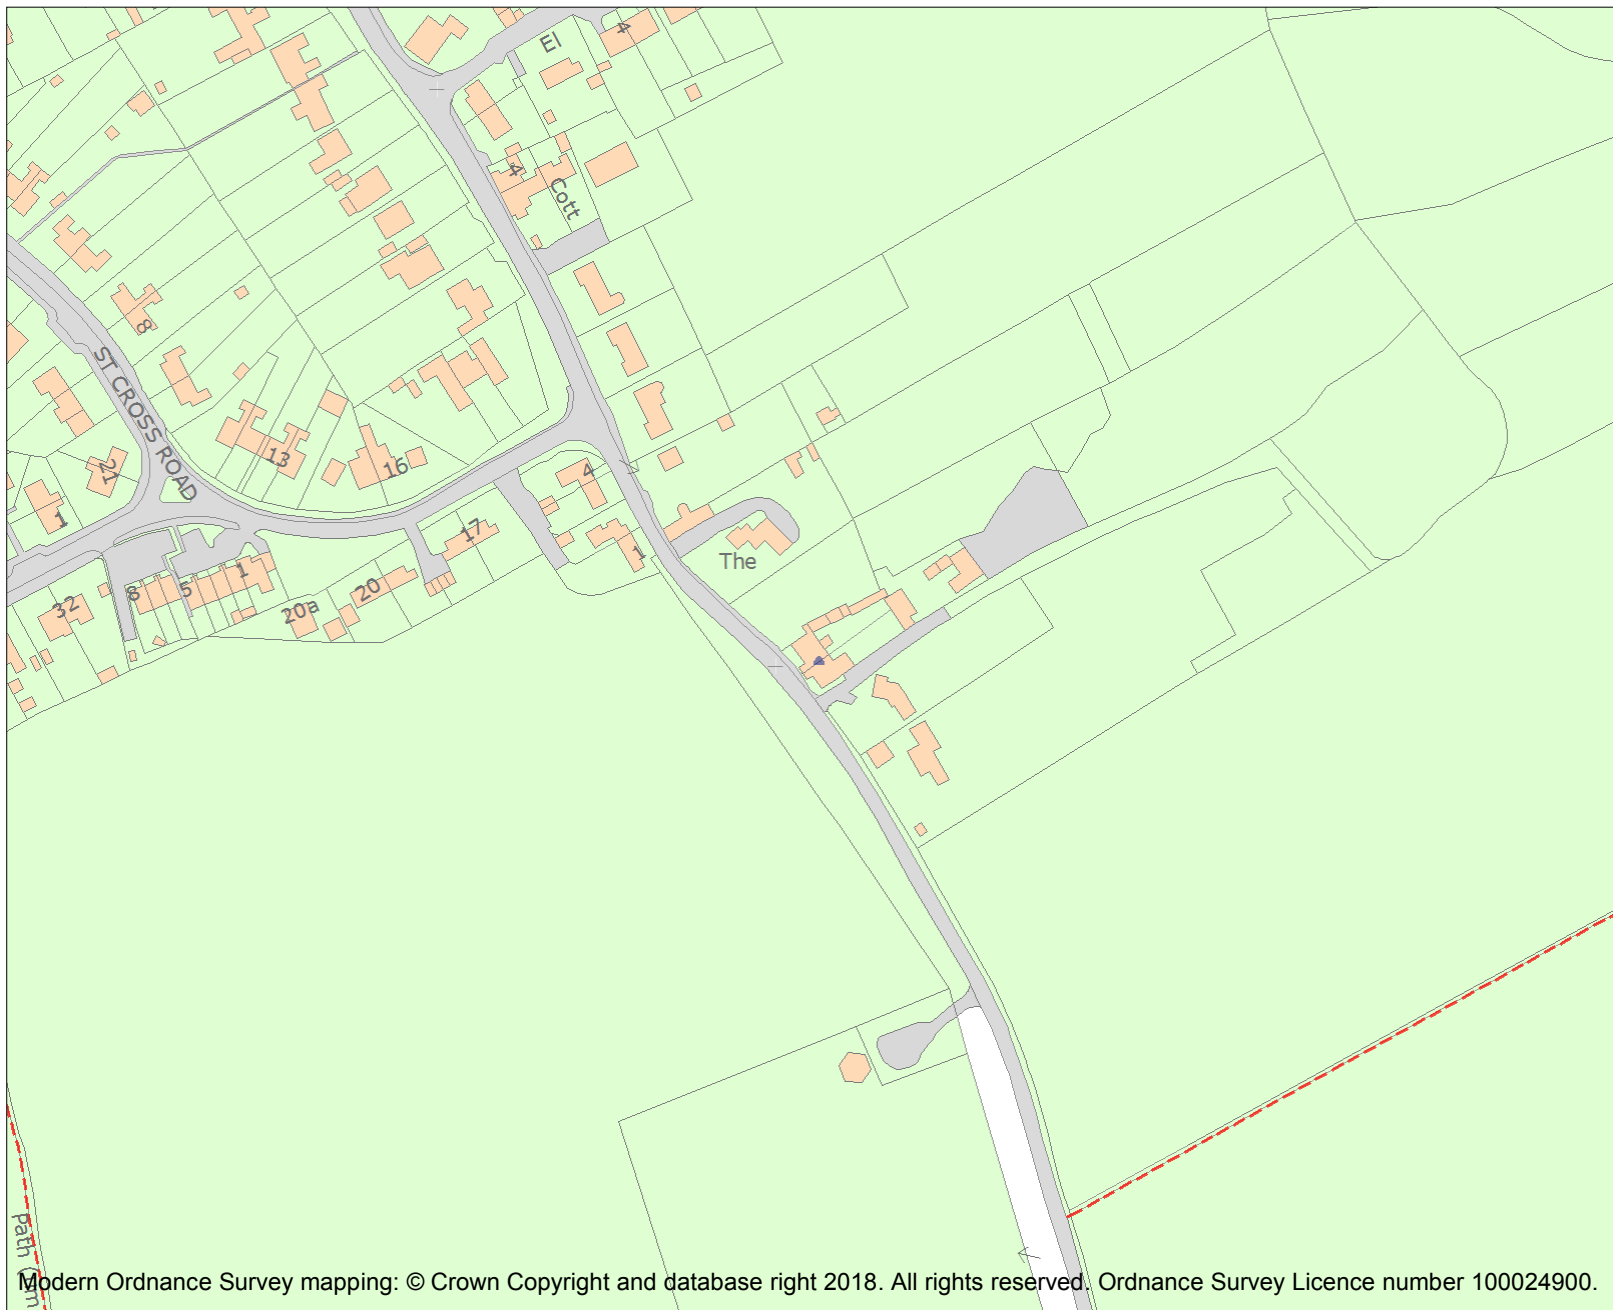 El
4
4
Cott
8
ST CROSS ROAD
21
13
16
4
1
17
1
The
8
5
1
20
32
20a
Path (um
Modern Ordnance Survey mapping: © Crown Copyright and database right 2018. All rights reserved. Ordnance Survey Licence number 100024900.